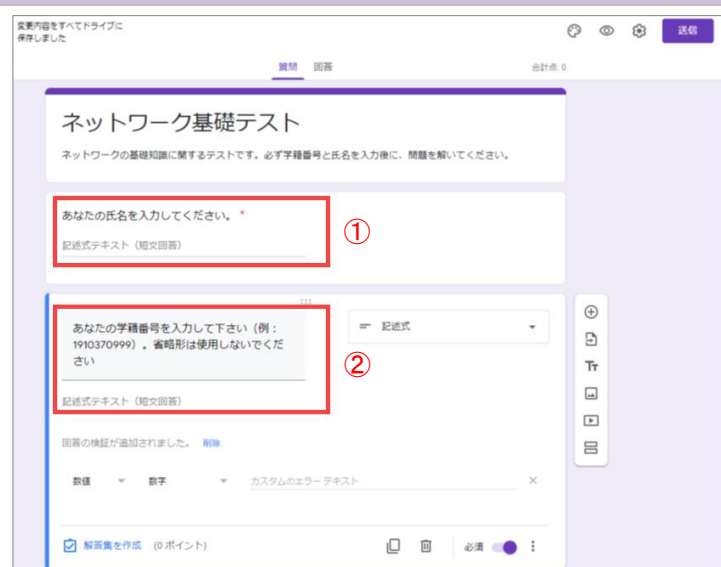 変更内容をすべてドライブに
保存しました
送信
質問 回答
合計点: 0
ネットワーク基礎テスト
ネットワークの基礎知識に関するテストです。必ず学籍番号と氏名を入力後に、問題を解いてください。
あなたの氏名を入力してください。 *
記述式テキスト(短文回答)
①
あなたの学籍番号を入力して下さい(例:
1910370999)。省略形は使用しないでくだ
さい
記述式
②
記述式テキスト(短文回答)
回答の検証が追加されました。 削除
数値 数字 カスタムのエラー テキスト
解答集を作成 (0 ポイント)
必須